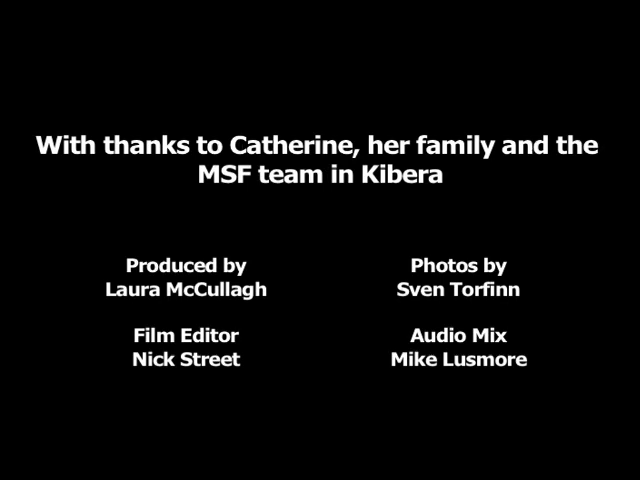 With thanks to Catherine, her family and the
MSF team in Kibera
Produced by
Laura McCullagh
Photos by
Sven Torfinn
Film Editor
Nick Street
Audio Mix
Mike Lusmore